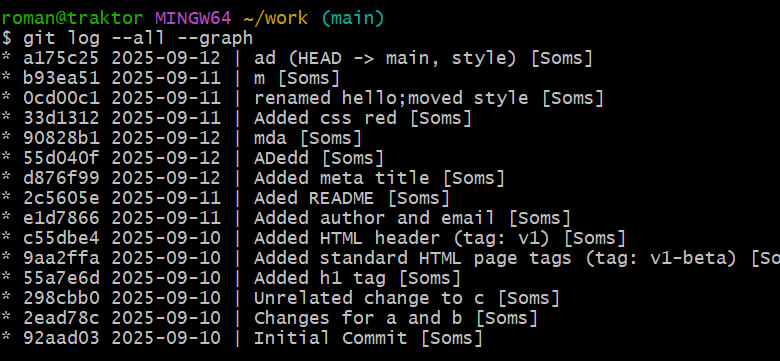 roman@traktor MINGW64 ~/work (main)
$ git log --all --graph
* a175c25 2025-09-12 | ad (HEAD -> main, style) [Soms]
* b93ea51 2025-09-11 | m [Soms]
* 0cd00c1 2025-09-11 | renamed hello;moved style [Soms]
* 33d1312 2025-09-11 | Added css red [Soms]
* 90828b1 2025-09-12 | mda [Soms]
* 55d040f 2025-09-12 | ADedd [Soms]
* d876f99 2025-09-12 | Added meta title [Soms]
* 2c5605e 2025-09-11 | Aded README [Soms]
* e1d7866 2025-09-11 | Added author and email [Soms]
* c55dbe4 2025-09-10 | Added HTML header (tag: v1) [Soms]
* 9aa2ffa 2025-09-10 | Added standard HTML page tags (tag: v1-beta) [So
* 55a7e6d 2025-09-10 | Added h1 tag [Soms]
* 298cbb0 2025-09-10 | Unrelated change to c [Soms]
* 2ead78c 2025-09-10 | Changes for a and b [Soms]
* 92aad03 2025-09-10 | Initial Commit [Soms]